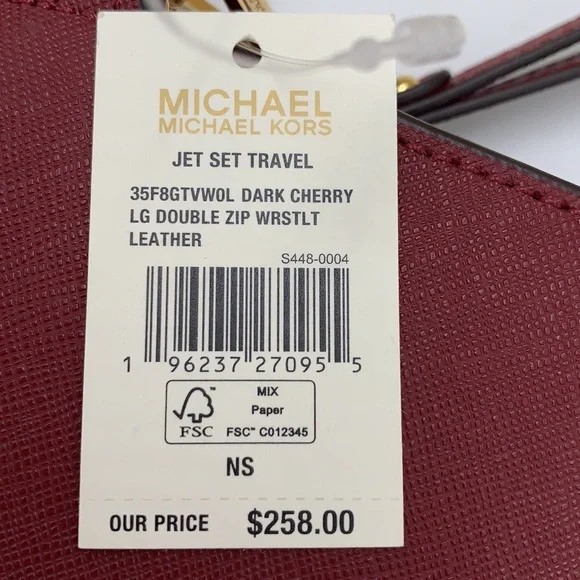 MICHAEL
MICHAEL KORS
JET SET TRAVEL
35F8GTVW0L DARK CHERRY
LG DOUBLE ZIP WRSTLT
LEATHER
S448-0004
1 96237 27095 5
FSC
MIX
Paper
FSC™ C012345
NS
OUR PRICE $258.00